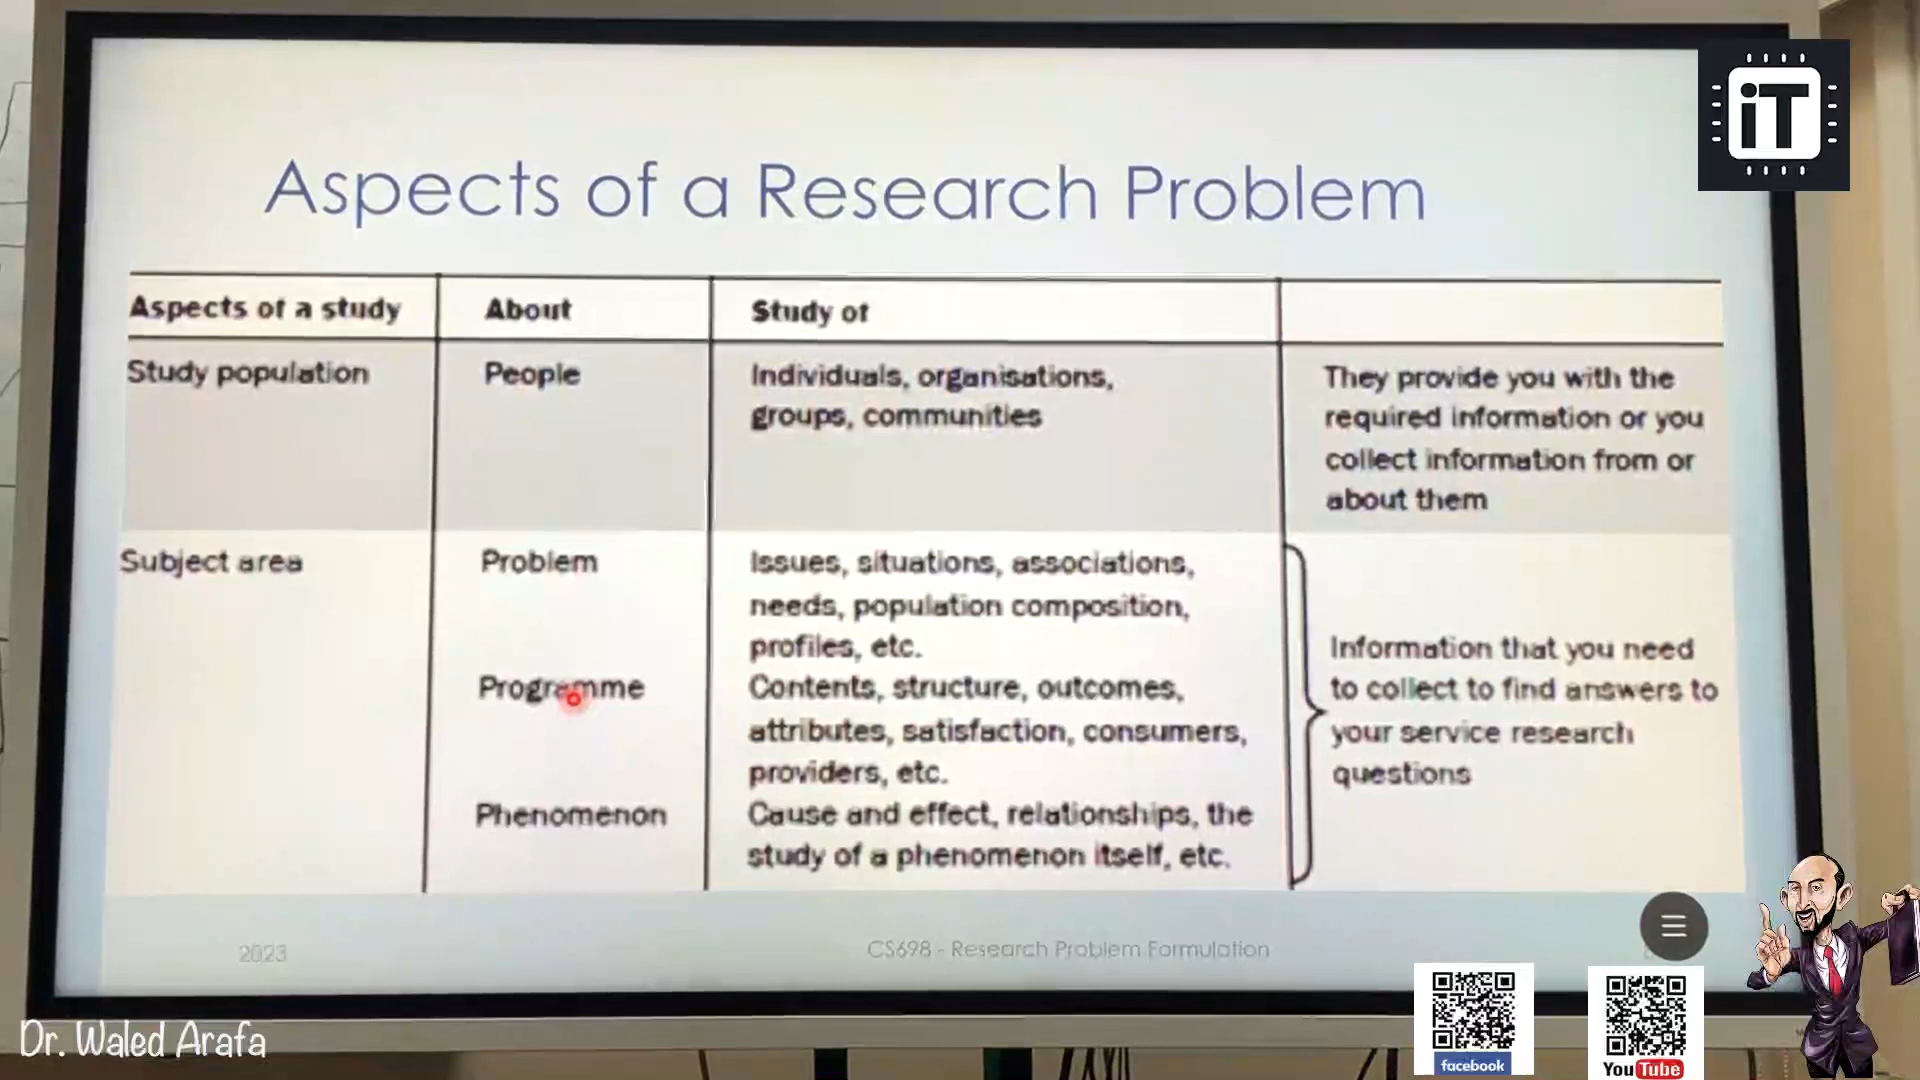 iT
Aspects of a Research Problem
Aspects of a study
About
Study of
Study population
People
Individuals, organisations,
groups, communities
They provide you with the
required information or you
collect information from or
about them
Subject area
Problem
Issues, situations, associations,
needs, population composition,
profiles, etc.
Programme
Contents, structure, outcomes,
attributes, satisfaction, consumers,
providers, etc.
Phenomenon
Cause and effect, relationships, the
study of a phenomenon itself, etc.
Information that you need
to collect to find answers to
your service research
questions
2023
CS698 - Research Problem Formulation
Dr. Waled Arafa
facebook
YouTube